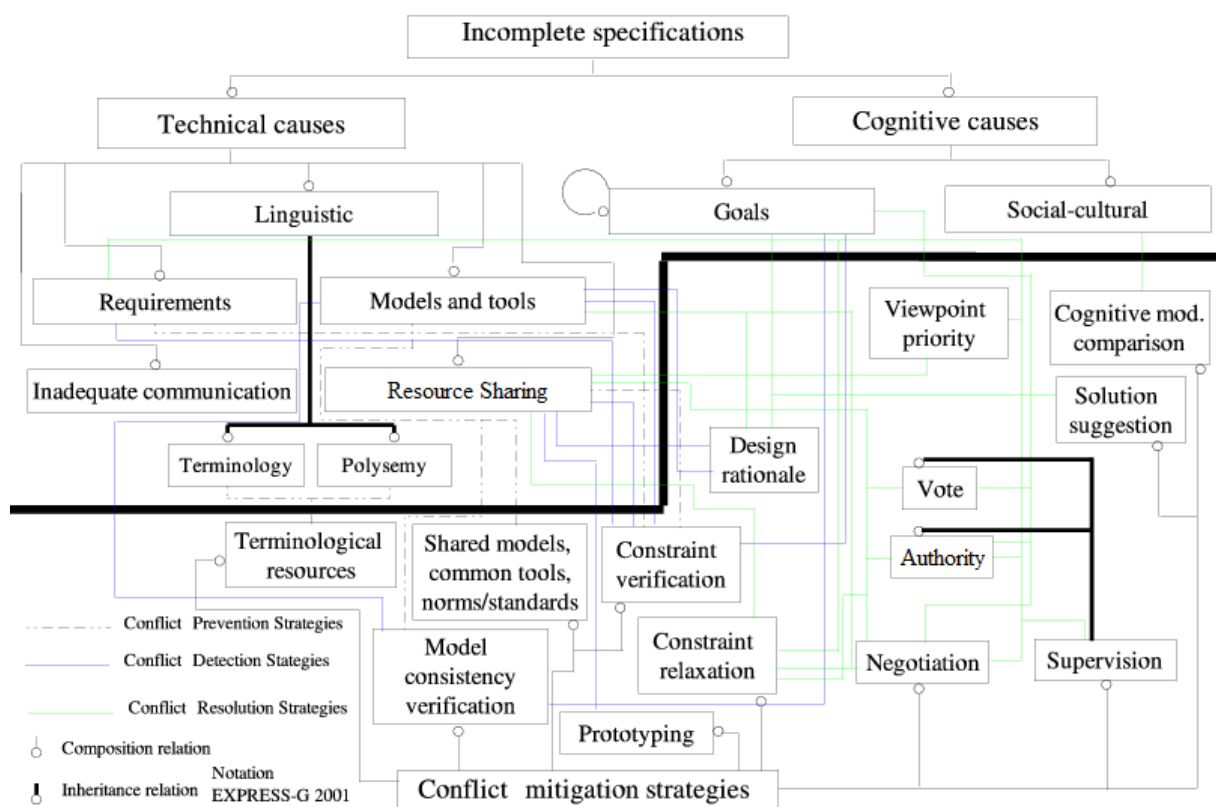 Incomplete specifications
Technical causes
Cognitive causes
Linguistic
Goals
Social-cultural
Requirements
Models and tools
Viewpoint
priority
Cognitive mod.
comparison
Inadequate communication
Resource Sharing
Solution
suggestion
Terminology
Polysemy
Design
rationale
Vote
Terminological
resources
Shared models,
common tools,
norms/standards
Constraint
verification
Authority
Conflict Prevention Strategies
Conflict Detection Stategies
Conflict Resolution Strategies
Model
consistency
verification
Constraint
relaxation
Negotiation
Supervision
Prototyping
Composition relation
Inheritance relation
Notation
EXPRESS-G 2001
Conflict mitigation strategies